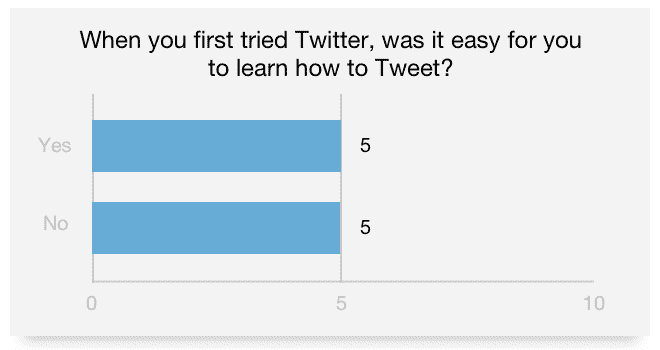 When you first tried Twitter, was it easy for you
to learn how to Tweet?
Yes
5
No
5
0
5
10